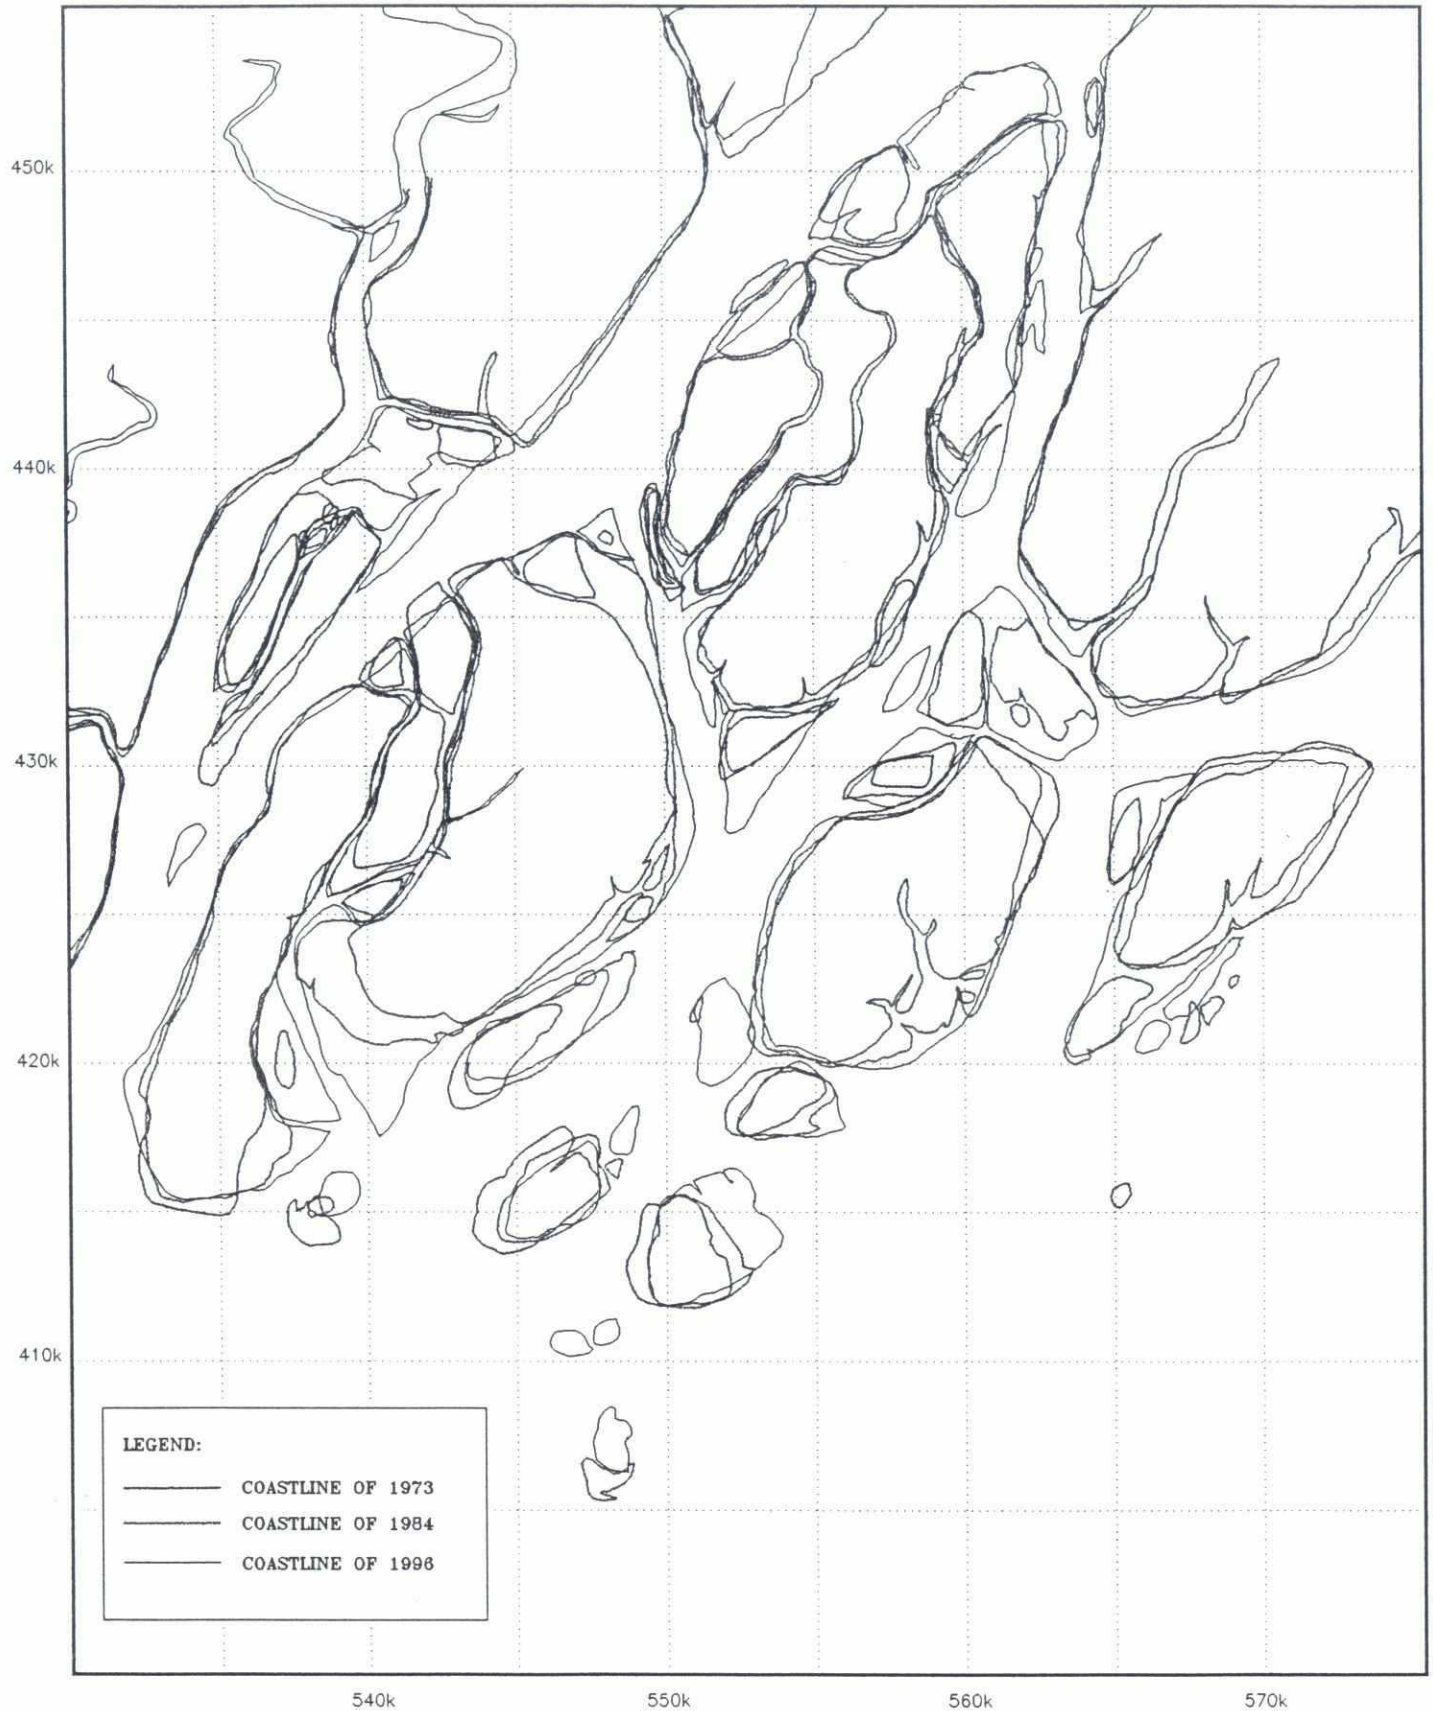 450k
440k
430k
420k
410k
LEGEND:
COASTLINE OF 1973
COASTLINE OF 1984
COASTLINE OF 1996
540k
550k
560k
570k